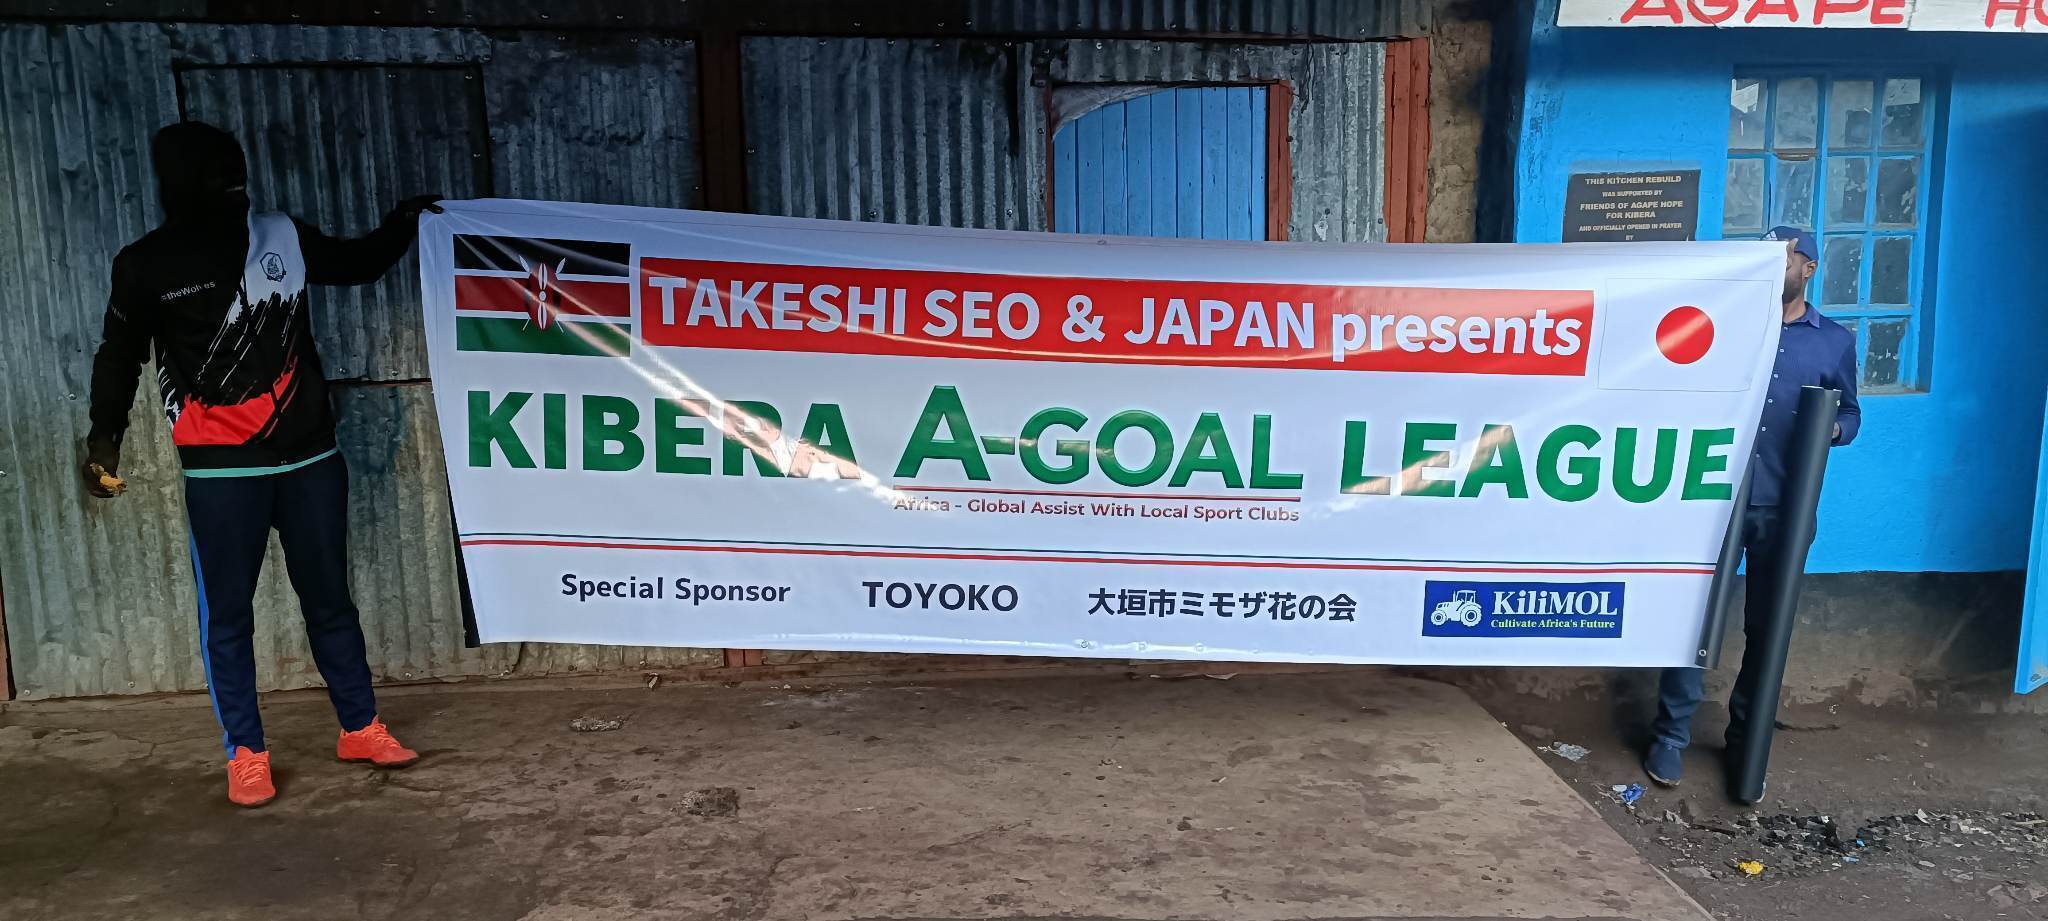 AGAPE
THIS KITCHEN REBUILD
WAS SUPPORTED BY
FRIENDS OF AGAPE HOPE
FOR KIBERA
AND OFFICIALLY OPENED IN PRAYER
BY
#theWolves
TAKESHI SEO & JAPAN presents
KIBERA A-GOAL LEAGUE
Africa - Global Assist With Local Sport Clubs
Special Sponsor TOYOKO 大垣市ミモザ花の会 KiliMOL
Cultivate Africa's Future